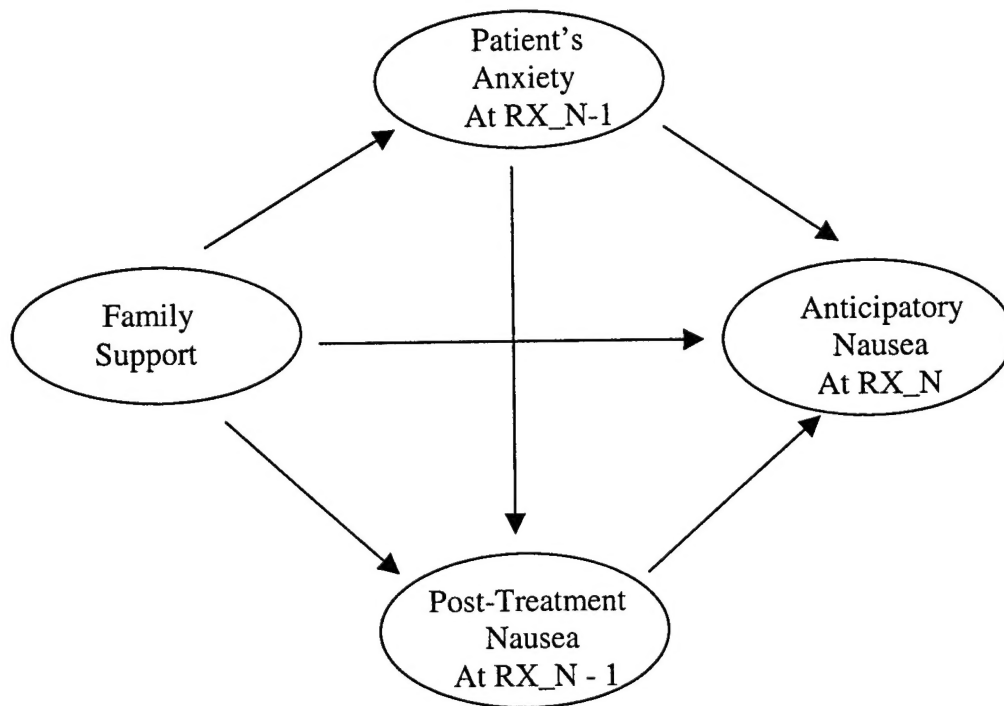 Patient's
Anxiety
At RX_N-1
Family
Support
Anticipatory
Nausea
At RX_N
Post-Treatment
Nausea
At RX_N - 1